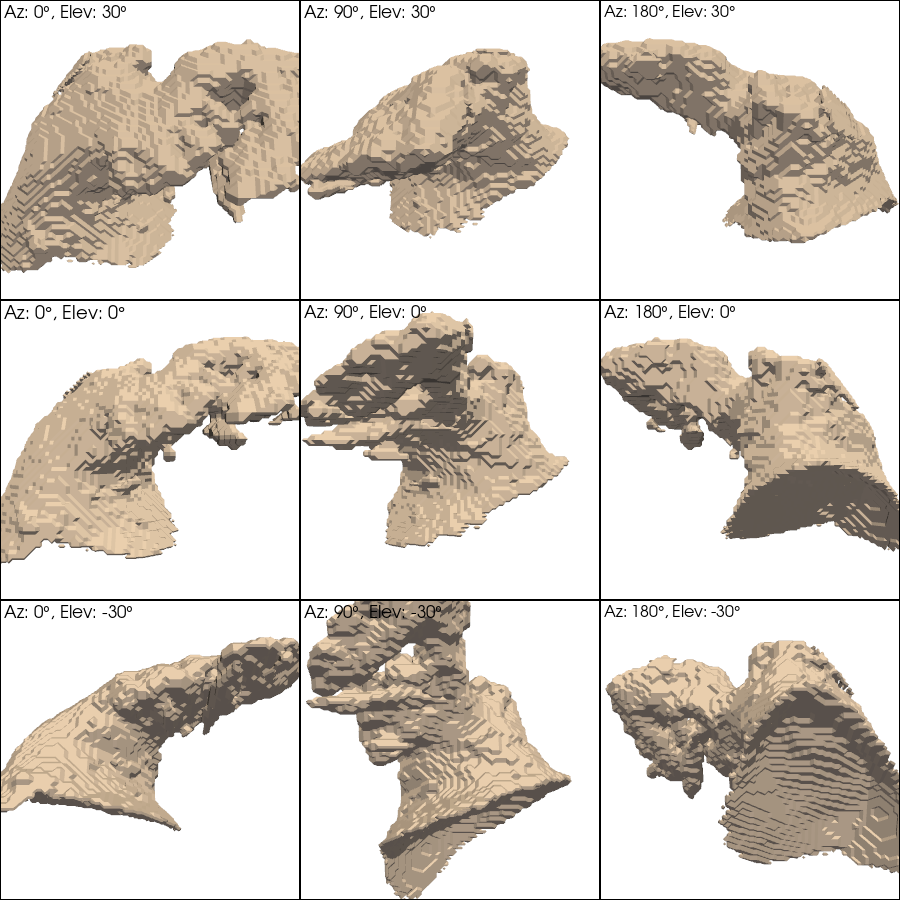 Az: 0°, Elev: 30°
Az: 90°, Elev: 30°
Az: 180°, Elev: 30°
Az: 0°, Elev: 0°
Az: 90°, Elev: 0°
Az: 180°, Elev: 0°
Az: 0°, Elev: -30°
Az: 90°, Elev: -30°
Az: 180°, Elev: -30°